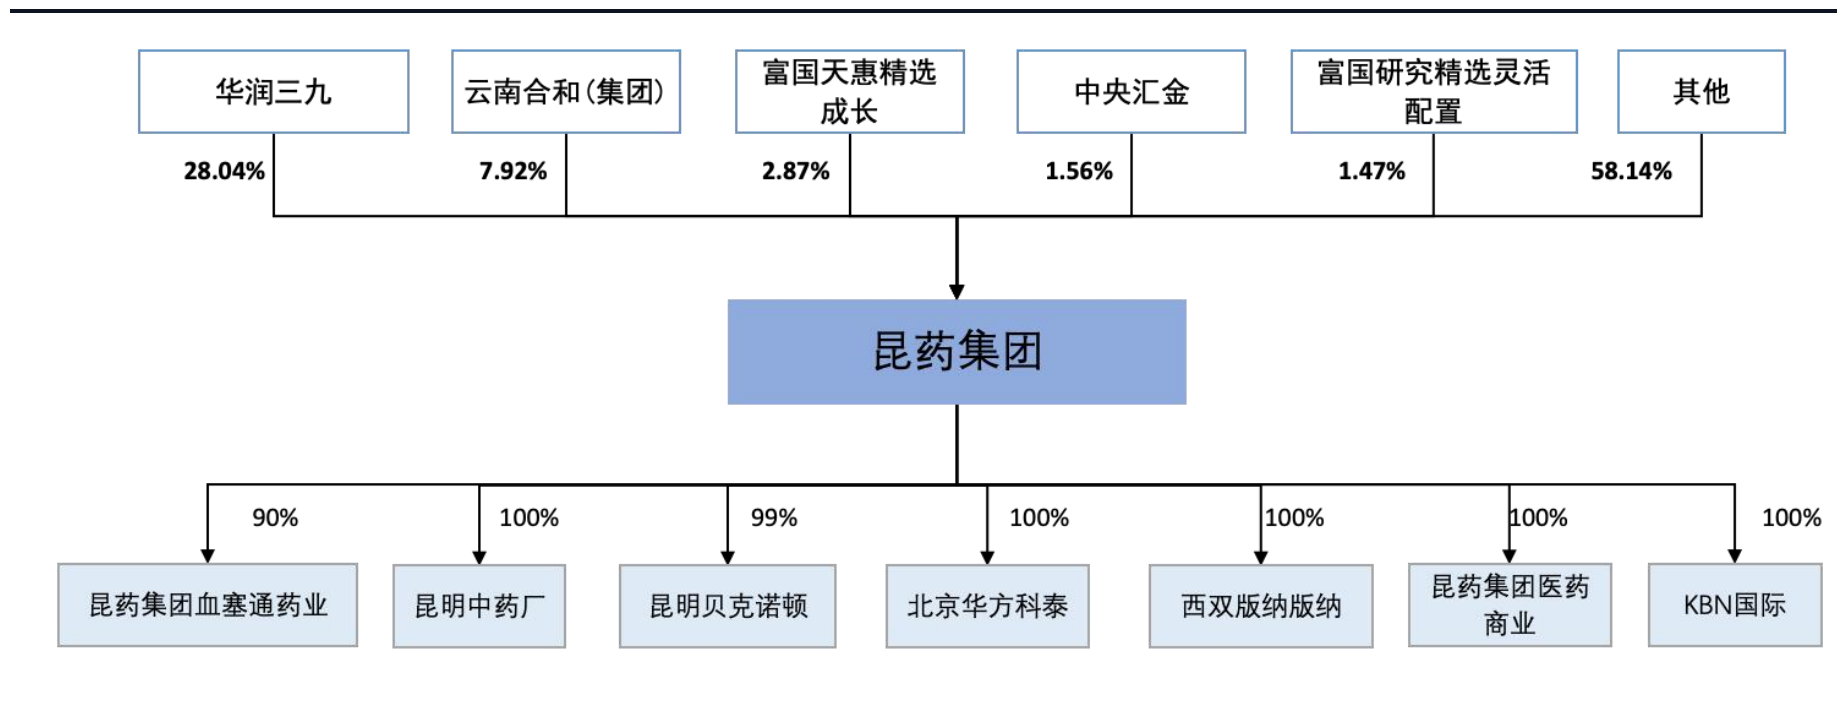 华润三九
云南合和(集团)
富国天惠精选
成长
中央汇金
富国研究精选灵活
配置
其他
28.04%
7.92%
2.87%
1.56%
1.47%
58.14%
昆药集团
90%
100%
99%
100%
100%
100%
100%
昆药集团血塞通药业
昆明中药厂
昆明贝克诺顿
北京华方科泰
西双版纳版纳
昆药集团医药
商业
KBN国际